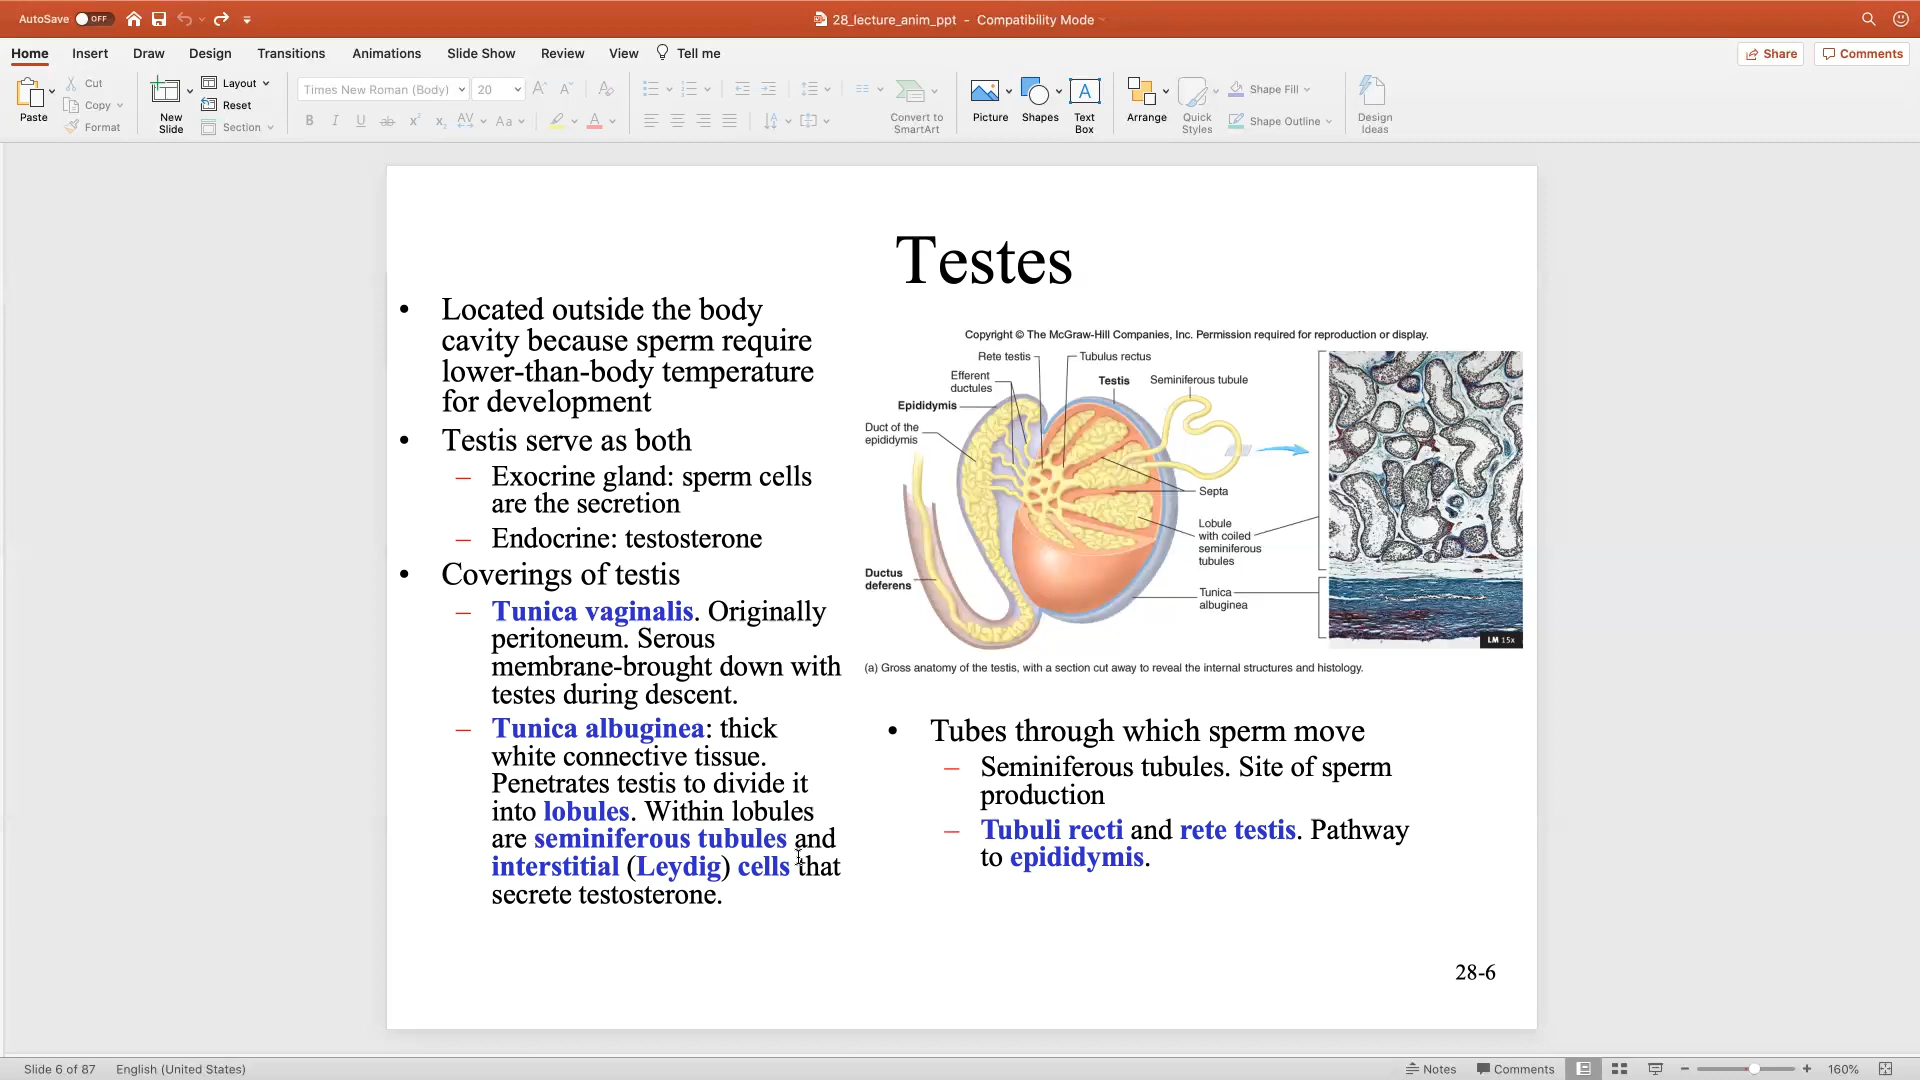 AutoSave OFF
28_lecture_anim_ppt - Compatibility Mode
Home Insert Draw Design Transitions Animations Slide Show Review View Tell me
Share Comments
Paste
Cut
Copy
Format
New
Slide
Layout
Reset
Section
Times New Roman (Body) 20
B I U ab x² x₂ AV Aa A
Convert to
SmartArt
Picture
Shapes
Text
Box
Arrange
Quick
Styles
Shape Fill
Shape Outline
Design
Ideas
Testes
• Located outside the body
cavity because sperm require
lower-than-body temperature
for development
• Testis serve as both
– Exocrine gland: sperm cells
are the secretion
– Endocrine: testosterone
• Coverings of testis
– Tunica vaginalis. Originally
peritoneum. Serous
membrane-brought down with
testes during descent.
– Tunica albuginea: thick
white connective tissue.
Penetrates testis to divide it
into lobules. Within lobules
are seminiferous tubules and
interstitial (Leydig) cells that
secrete testosterone.
Copyright © The McGraw-Hill Companies, Inc. Permission required for reproduction or display.
Rete testis
Tubulus rectus
Efferent
ductules
Testis
Seminiferous tubule
Epididymis
Duct of the
epididymis
Septa
Lobule
with coiled
seminiferous
tubules
Ductus
deferens
Tunica
albuginea
LM 15x
(a) Gross anatomy of the testis, with a section cut away to reveal the internal structures and histology.
• Tubes through which sperm move
– Seminiferous tubules. Site of sperm
production
– Tubuli recti and rete testis. Pathway
to epididymis.
28-6
Slide 6 of 87 English (United States)
Notes Comments 160%